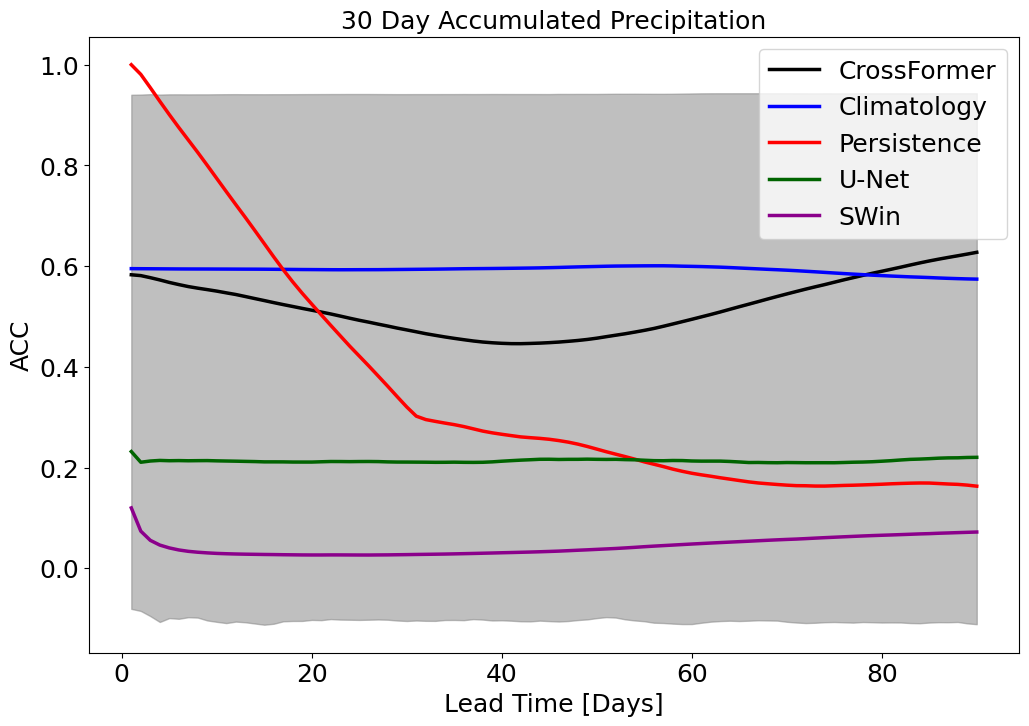 30 Day Accumulated Precipitation
1.0
0.8
0.6
0.4
0.2
0.0
ACC
CrossFormer
Climatology
Persistence
U-Net
SWin
0
20
40
60
80
Lead Time [Days]